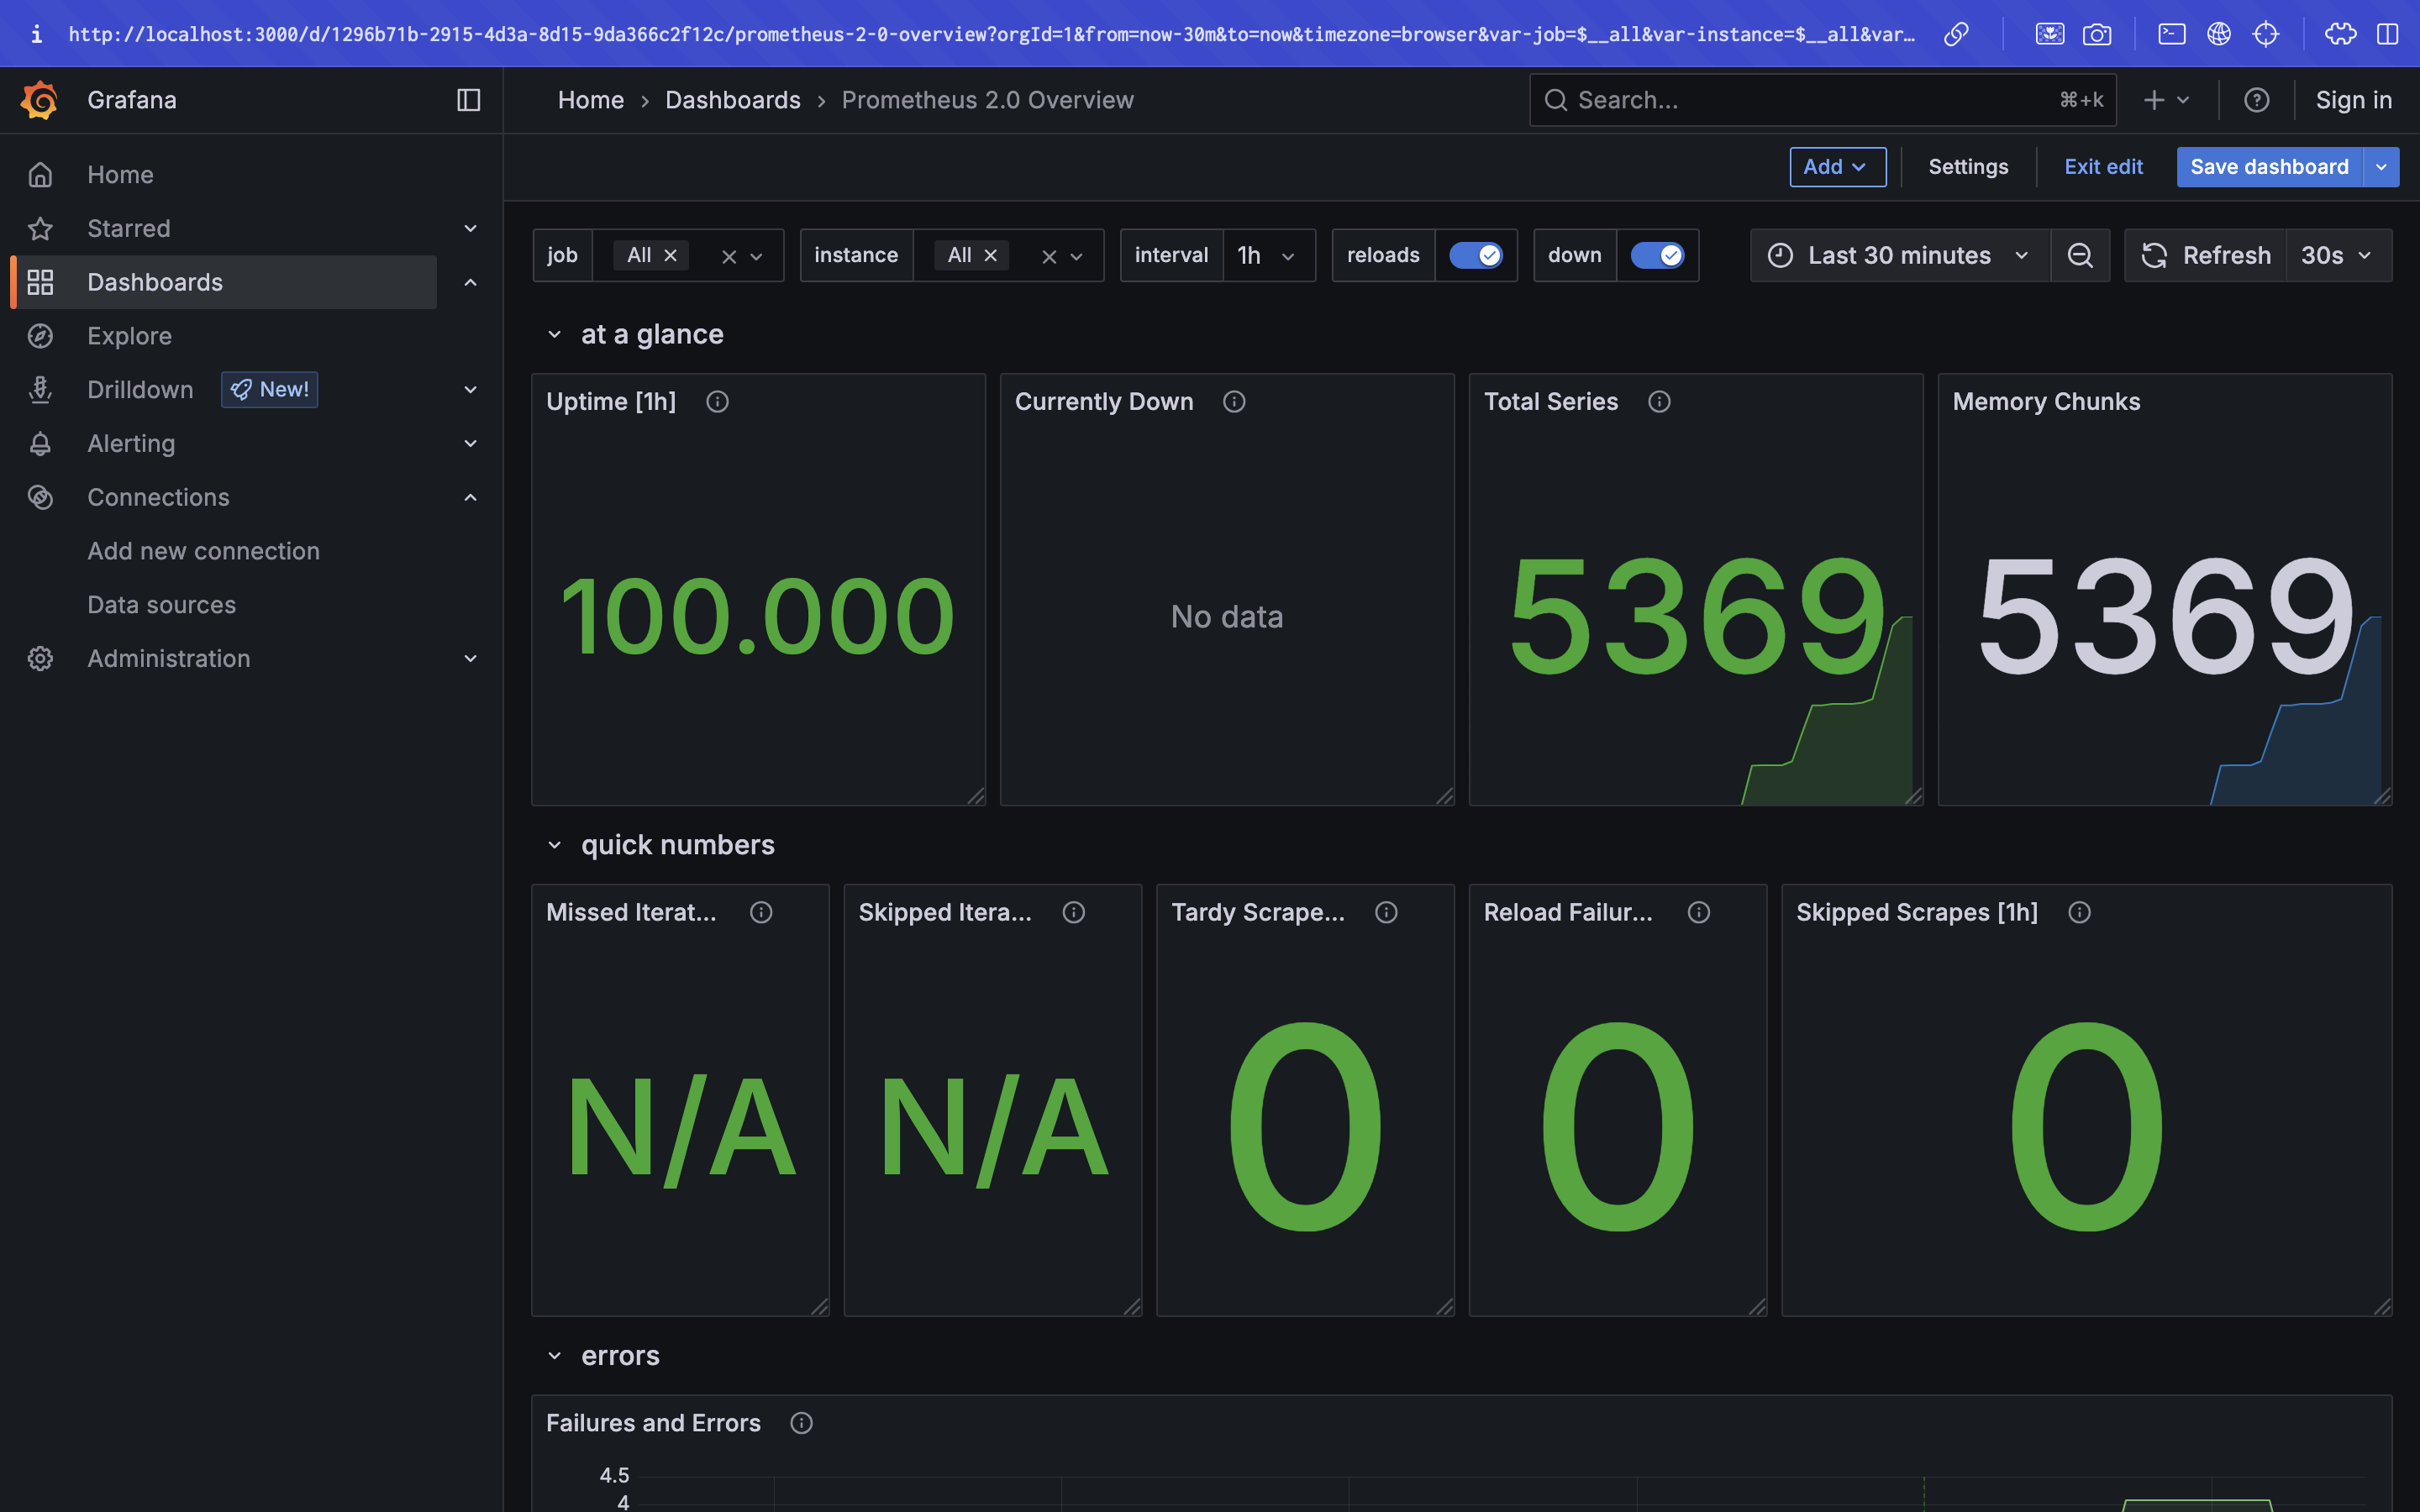 http://localhost:3000/d/1296b71b-2915-4d3a-8d15-9da366c2f12c/prometheus-2-0-overview?orgId=1&from=now-30m&to=now&timezone=browser&var-job=$__all&var-instance=$__all&var…
Grafana
Home › Dashboards › Prometheus 2.0 Overview
Search...
⌘+k
Sign in
Add
Settings
Exit edit
Save dashboard
Home
Starred
Dashboards
Explore
Drilldown New!
Alerting
Connections
Add new connection
Data sources
Administration
job All
instance All
interval 1h
reloads
down
Last 30 minutes
Refresh 30s
at a glance
Uptime [1h]
100.000
Currently Down
No data
Total Series
5369
Memory Chunks
5369
quick numbers
Missed Iterat...
N/A
Skipped Itera...
N/A
Tardy Scrape...
0
Reload Failur...
0
Skipped Scrapes [1h]
0
errors
Failures and Errors
4.5
4